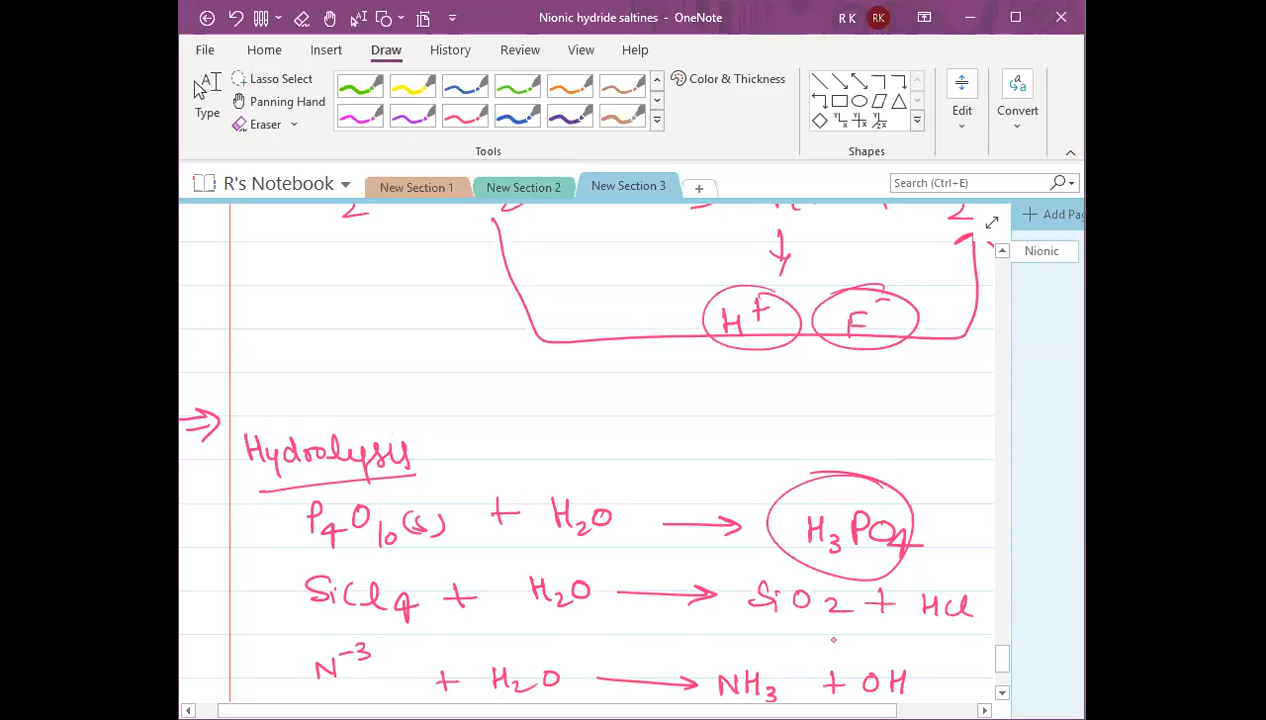 Nionic hydride saltines - OneNote
R K
RK
File Home Insert Draw History Review View Help
Type
Lasso Select
Panning Hand
Eraser
Color & Thickness
Edit
Convert
Tools
Shapes
R's Notebook
New Section 1
New Section 2
New Section 3
Search (Ctrl+E)
Add Pag
Nionic
H+ F-
Hydrolysis
P4O10(s) + H2O → H3PO4
SiCl4 + H2O → SiO2 + HCl
N-3 + H2O → NH3 + OH